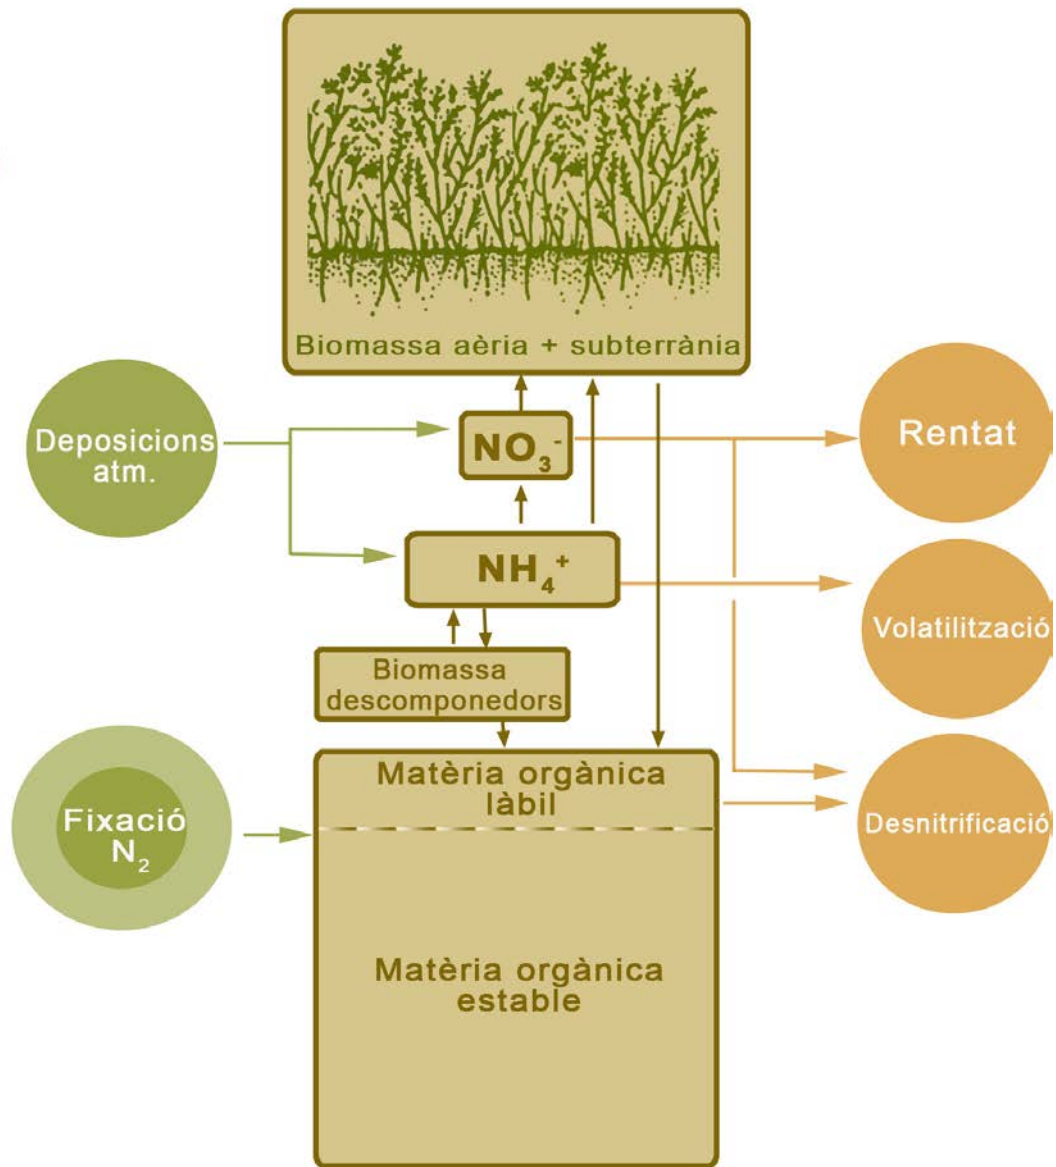 Biomassa aèria + subterrània
Deposicions
atm.
NO₃⁻
Rentat
NH₄⁺
Volatilització
Biomassa
descomponedors
Matèria orgànica
làbil
Fixació
N₂
Desnitrificació
Matèria orgànica
estable